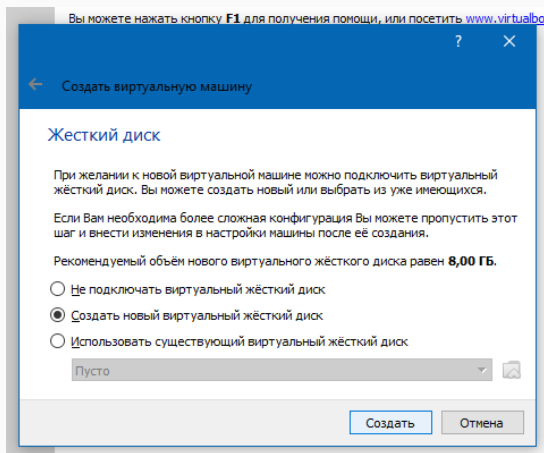 Вы можете нажать кнопку F1 для получения помощи, или посетить www.virtualbo
?
Создать виртуальную машину
Жесткий диск
При желании к новой виртуальной машине можно подключить виртуальный
жёсткий диск. Вы можете создать новый или выбрать из уже имеющихся.
Если Вам необходима более сложная конфигурация Вы можете пропустить этот
шаг и внести изменения в настройки машины после её создания.
Рекомендуемый объём нового виртуального жёсткого диска равен 8,00 ГБ.
Не подключать виртуальный жёсткий диск
Создать новый виртуальный жёсткий диск
Использовать существующий виртуальный жёсткий диск
Пусто
Создать Отмена